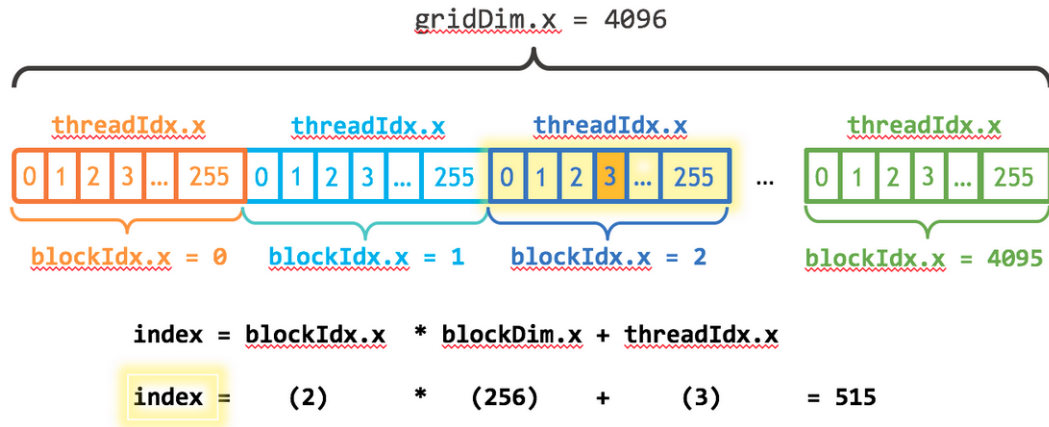 gridDim.x = 4096
threadIdx.x threadIdx.x threadIdx.x threadIdx.x
0 1 2 3 ... 255 0 1 2 3 ... 255 0 1 2 3 ... 255 ... 0 1 2 3 ... 255
blockIdx.x = 0 blockIdx.x = 1 blockIdx.x = 2 blockIdx.x = 4095
index = blockIdx.x * blockDim.x + threadIdx.x
index = (2) * (256) + (3) = 515